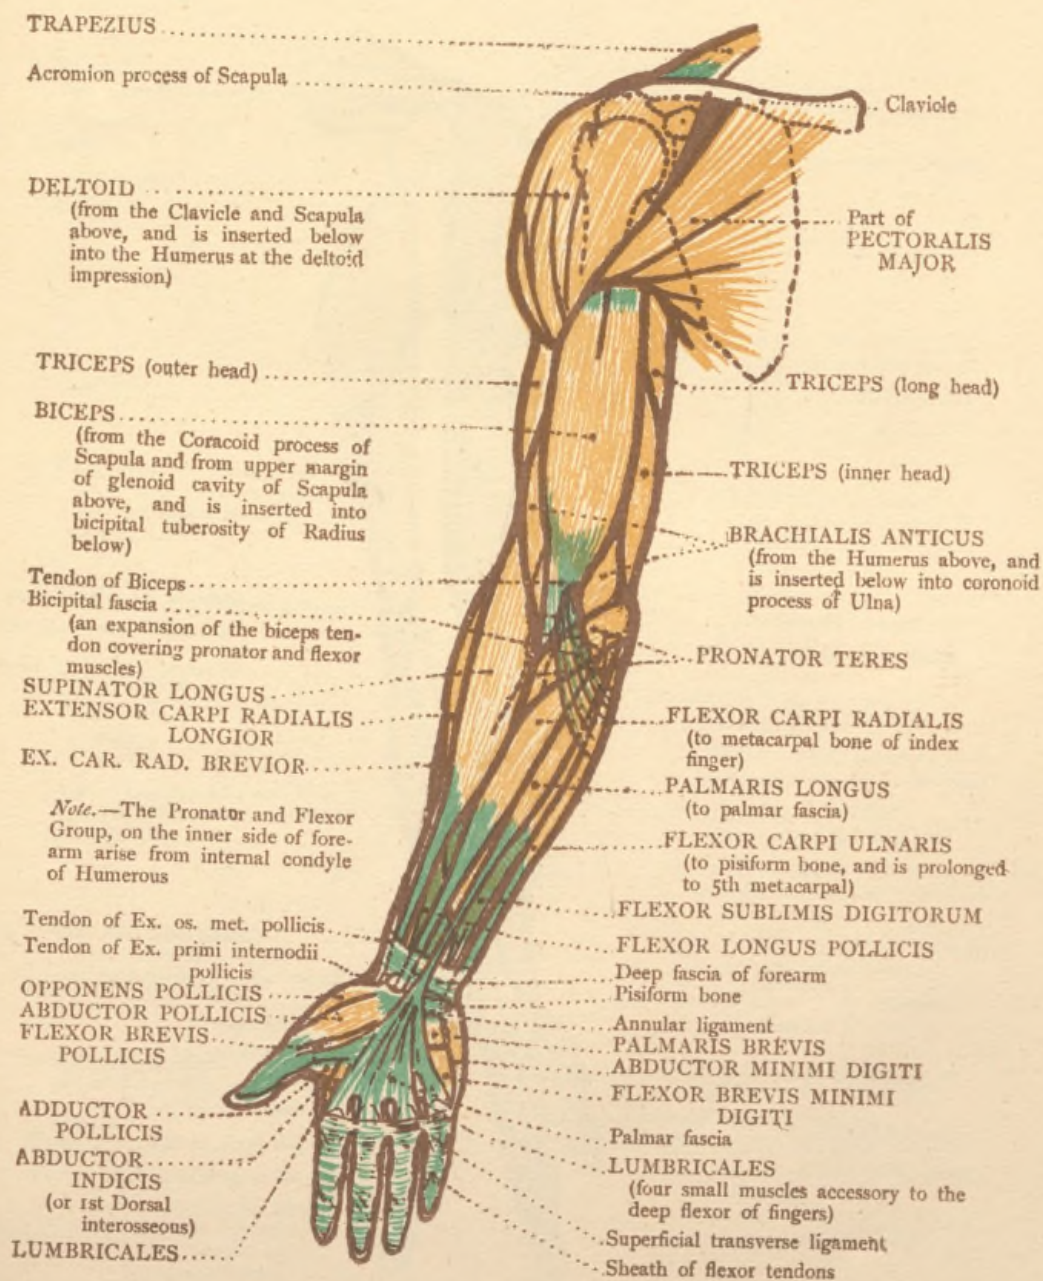 TRAPEZIUS
Acromion process of Scapula
Clavicle
DELTOID
(from the Clavicle and Scapula
above, and is inserted below
into the Humerus at the deltoid
impression)
Part of
PECTORALIS
MAJOR
TRICEPS (outer head)
TRICEPS (long head)
BICEPS
(from the Coracoid process of
Scapula and from upper margin
of glenoid cavity of Scapula
above, and is inserted into
bicipital tuberosity of Radius
below)
TRICEPS (inner head)
BRACHIALIS ANTICUS
(from the Humerus above, and
is inserted below into coronoid
process of Ulna)
Tendon of Biceps
Bicipital fascia
(an expansion of the biceps ten-
don covering pronator and flexor
muscles)
PRONATOR TERES
SUPINATOR LONGUS
EXTENSOR CARPI RADIALIS
LONGIOR
EX. CAR. RAD. BREVIOR
FLEXOR CARPI RADIALIS
(to metacarpal bone of index
finger)
PALMARIS LONGUS
(to palmar fascia)
Note.—The Pronator and Flexor
Group, on the inner side of fore-
arm arise from internal condyle
of Humerous
FLEXOR CARPI ULNARIS
(to pisiform bone, and is prolonged
to 5th metacarpal)
FLEXOR SUBLIMIS DIGITORUM
FLEXOR LONGUS POLLICIS
Deep fascia of forearm
Pisiform bone
Annular ligament
PALMARIS BREVIS
ABDUCTOR MINIMI DIGITI
FLEXOR BREVIS MINIMI
DIGITI
Palmar fascia
LUMBRICALES
(four small muscles accessory to the
deep flexor of fingers)
Superficial transverse ligament
Sheath of flexor tendons
Tendon of Ex. os. met. pollicis
Tendon of Ex. primi internodii
pollicis
OPPONENS POLLICIS
ABDUCTOR POLLICIS
FLEXOR BREVIS
POLLICIS
ADDUCTOR
POLLICIS
ABDUCTOR
INDICIS
(or 1st Dorsal
interosseous)
LUMBRICALES